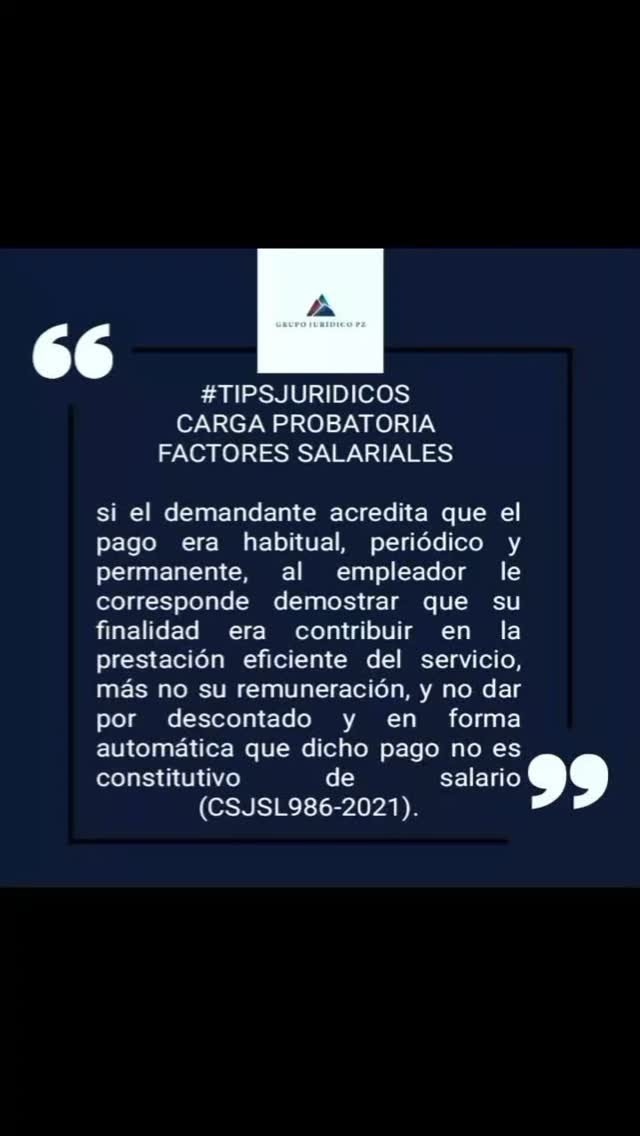 GRUPO JURÍDICO PZ
#TIPSJURIDICOS
CARGA PROBATORIA
FACTORES SALARIALES
si el demandante acredita que el
pago era habitual, periódico y
permanente, al empleador le
corresponde demostrar que su
finalidad era contribuir en la
prestación eficiente del servicio,
más no su remuneración, y no dar
por descontado y en forma
automática que dicho pago no es
constitutivo de salario
(CSJSL986-2021).